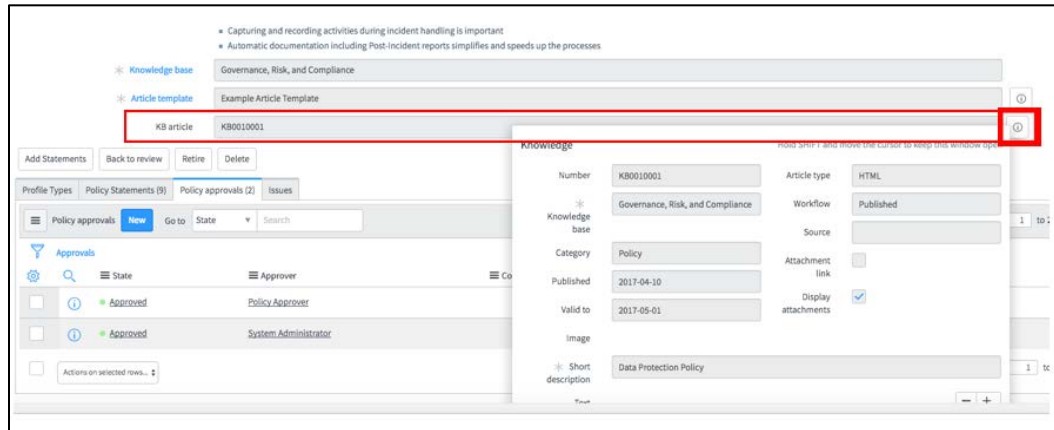 Capturing and recording activities during incident handling is important
Automatic documentation including Post-Incident reports simplifies and speeds up the processes
Knowledge base Governance, Risk, and Compliance
Article template Example Article Template
KB article KB0010001
Knowledge Hold SHIFT and move the cursor to keep this window ope
Add Statements Back to review Retire Delete
Number KB0010001 Article type HTML
Profile Types Policy Statements (9) Policy approvals (2) Issues
Knowledge base Governance, Risk, and Compliance Workflow Published
Policy approvals New Go to State Search
1 to 2
Source
Approvals
Category Policy Attachment link
State Approver Co
Published 2017-04-10
Display attachments
Approved Policy Approver
Valid to 2017-05-01
Approved System Administrator
Image
Actions on selected rows...
Short description Data Protection Policy
1 to
Text